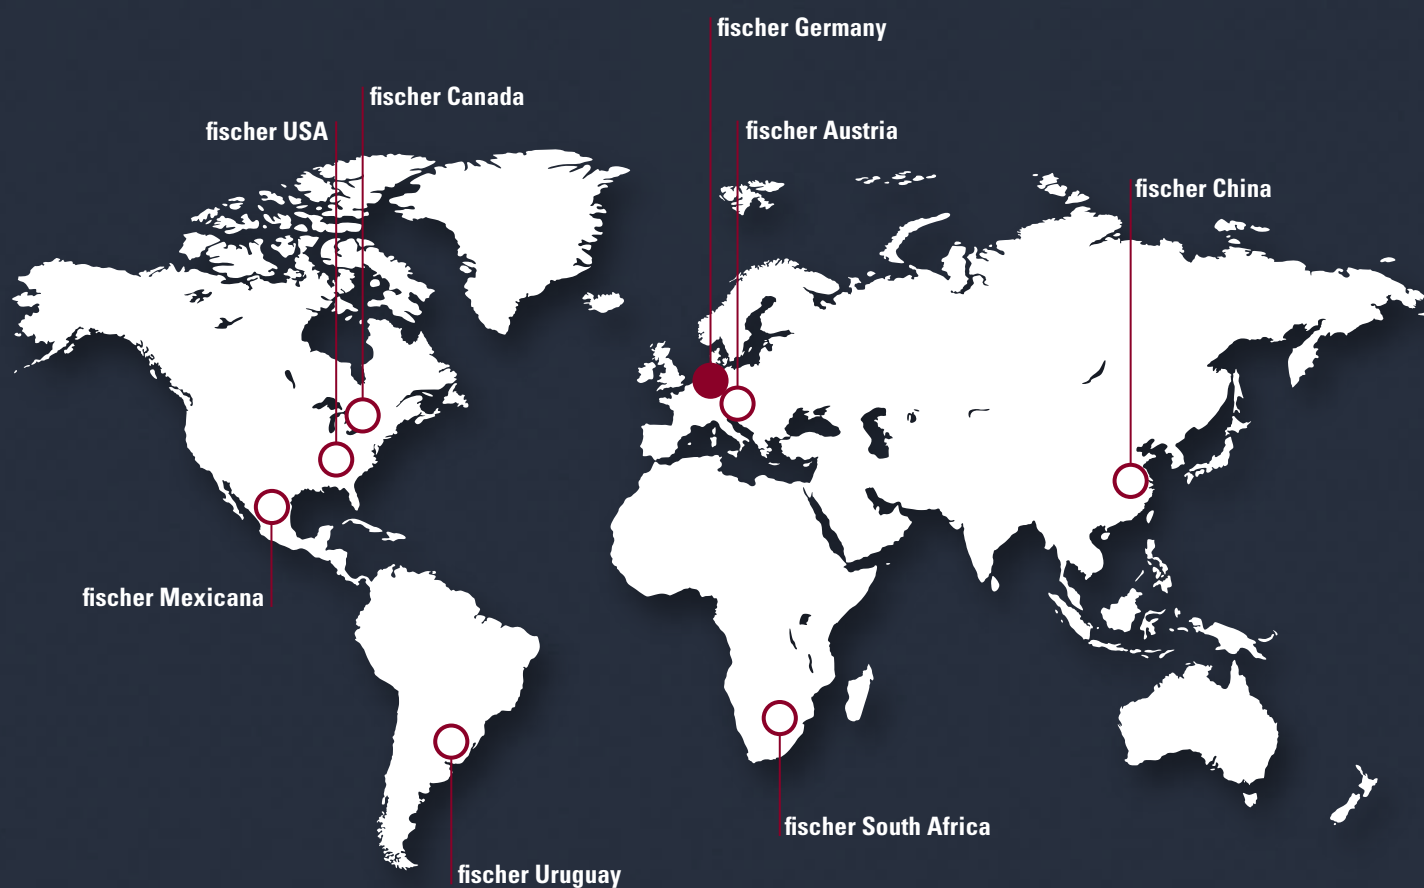 fischer Germany
fischer Canada
fischer USA
fischer Austria
fischer China
fischer Mexicana
fischer South Africa
fischer Uruguay